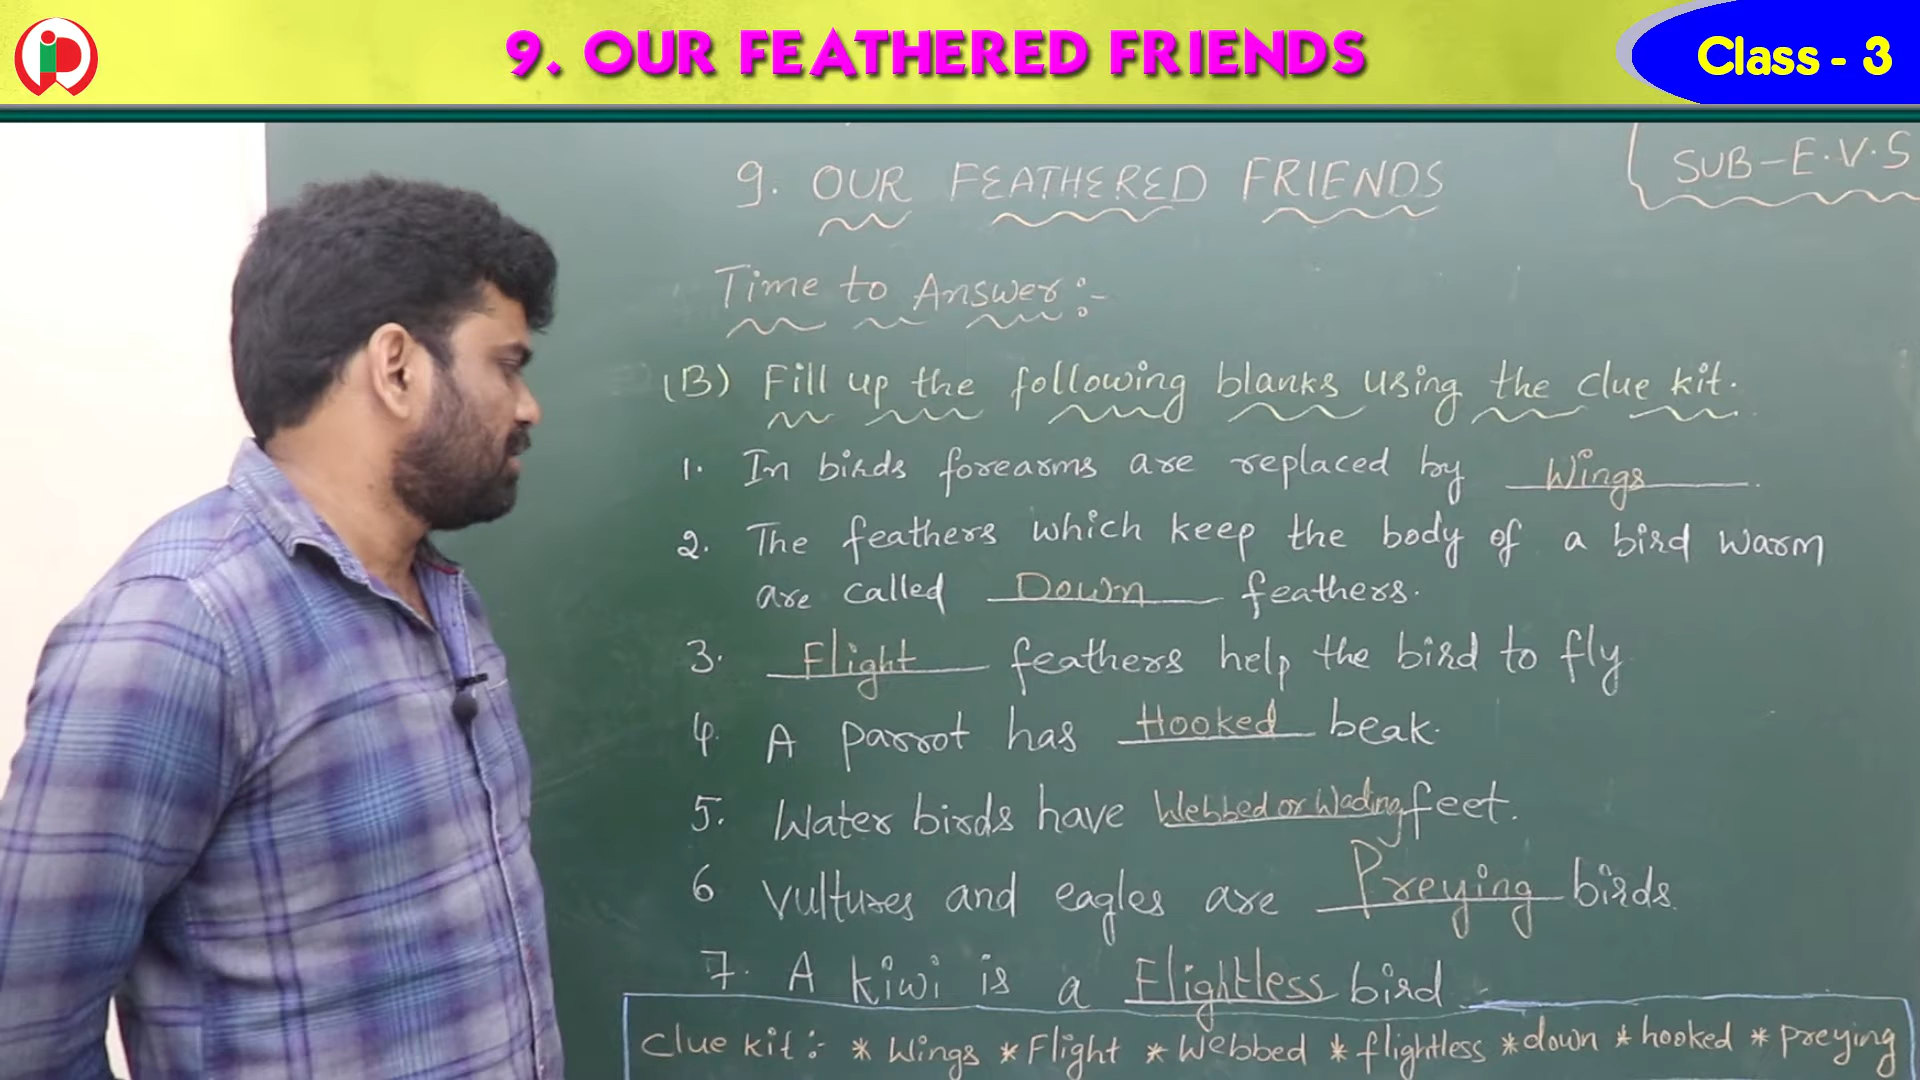 9. OUR FEATHERED FRIENDS
Class - 3
SUB-E.V.S
9. OUR FEATHERED FRIENDS
Time to Answer:-
(B) Fill up the following blanks using the clue kit.
1. In birds forearms are replaced by Wings.
2. The feathers which keep the body of a bird warm
are called Down feathers.
3. Flight feathers help the bird to fly
4. A parrot has Hooked beak.
5. Water birds have Webbed or Wading feet.
6 Vultures and eagles are Preying birds.
7. A kiwi is a Flightless bird
Clue kit:- * Wings * Flight * Webbed * flightless * down * hooked * preying